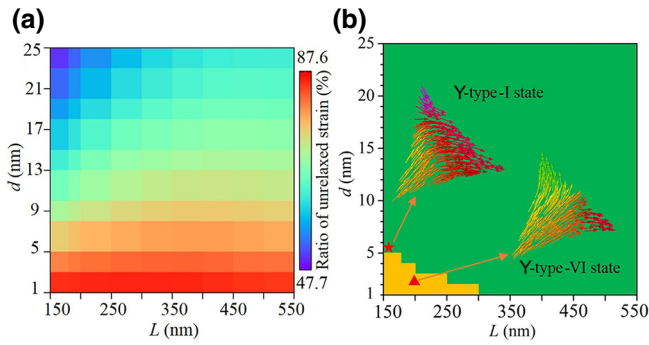 (a)
25
21
17
13
9
5
1
d (nm)
150 250 350 450 550
L (nm)
87.6
Ratio of unrelaxed strain (%)
47.7
(b)
25
20
15
10
5
1
d (nm)
Y-type-I state
Y-type-VI state
150 250 350 450 550
L (nm)